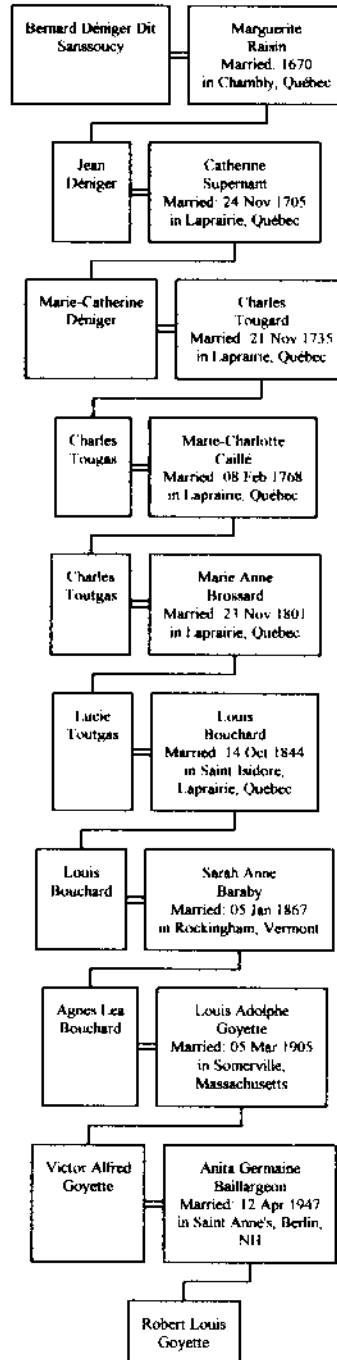 Bernard Déniger Dit
Sanssoucy
Marguerite
Raisin
Married: 1670
in Chambly, Québec
Jean
Déniger
Catherine
Supernant
Married: 24 Nov 1705
in Laprairie, Québec
Marie-Catherine
Déniger
Charles
Tougard
Married: 21 Nov 1735
in Laprairie, Québec
Charles
Tougas
Marie-Charlotte
Caillé
Married: 08 Feb 1768
in Laprairie, Québec
Charles
Toutgas
Marie Anne
Brossard
Married: 23 Nov 1801
in Laprairie, Québec
Lucie
Toutgas
Louis
Bouchard
Married: 14 Oct 1844
in Saint Isidore,
Laprairie, Québec
Louis
Bouchard
Sarah Anne
Baraby
Married: 05 Jan 1867
in Rockingham, Vermont
Agnes Lea
Bouchard
Louis Adolphe
Goyette
Married: 05 Mar 1905
in Somerville,
Massachusetts
Victor Alfred
Goyette
Anita Germaine
Baillargeon
Married: 12 Apr 1947
in Saint Anne's, Berlin,
NH
Robert Louis
Goyette